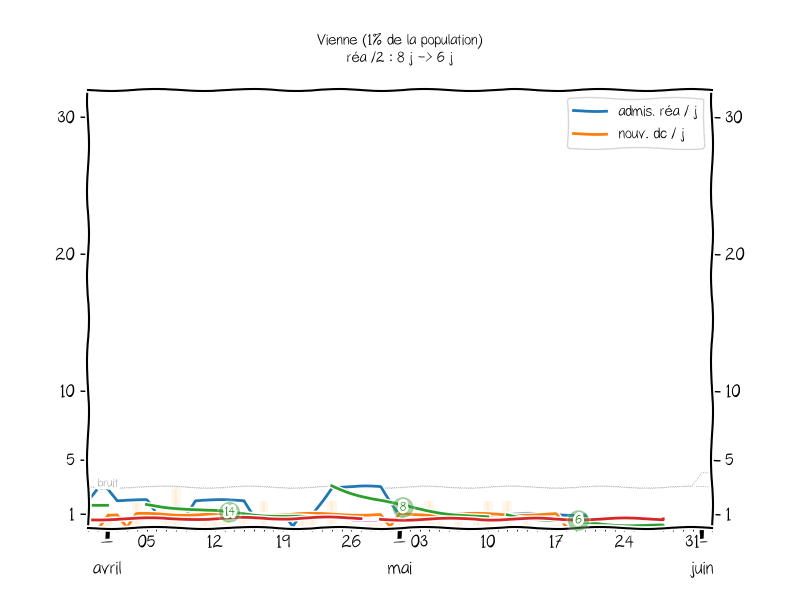 Vienne (1% de la population)
réa /2 : 8 j -> 6 j
admis. réa / j
nouv. dc / j
30
30
20
20
10
10
5
5
bruit
14
8
6
1
1
05
12
19
26
03
10
17
24
31
avril
mai
juin